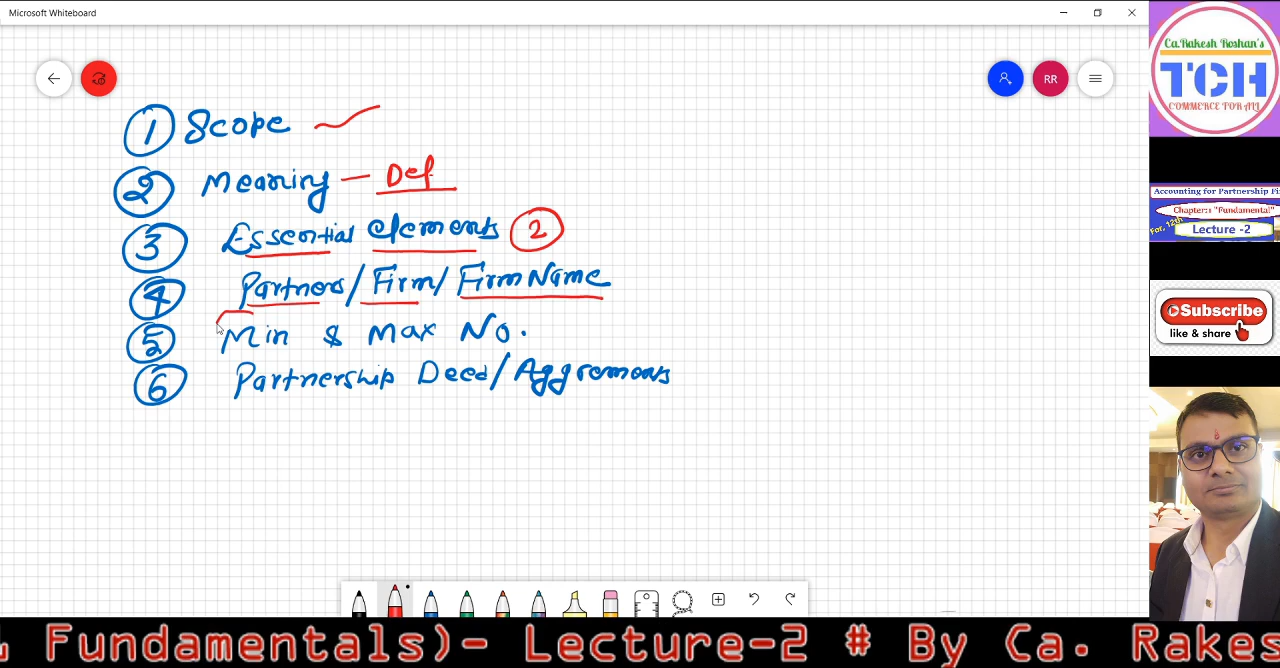 Microsoft Whiteboard
RR
1 Scope
2 Meaning — Def
3 Essential elements 2
4 Partners / Firm / Firm Name
5 Min & Max No.
6 Partnership Deed / Aggrements
Ca.Rakesh Roshan's
TCH
COMMERCE FOR ALL
Accounting for Partnership Fi
Chapter:1 "Fundamental"
For, 12th
Lecture -2
Subscribe
like & share
Fundamentals)- Lecture-2 # By Ca. Rakes